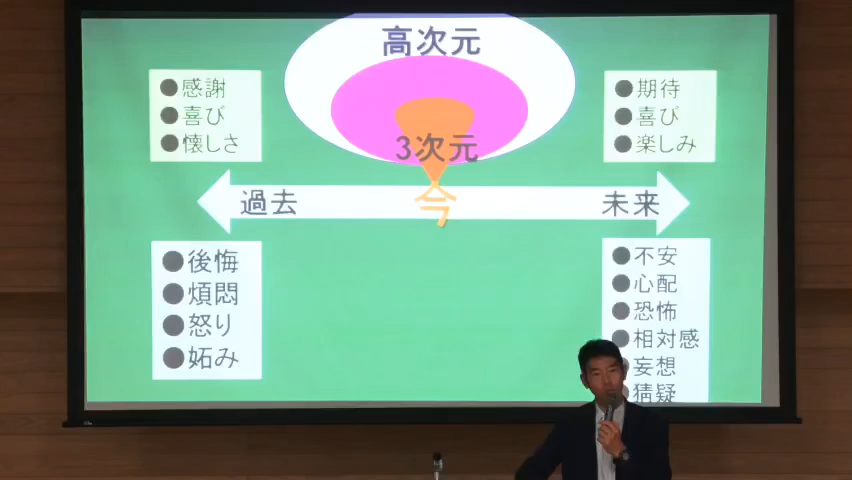 高次元
●感謝
●喜び
●懐しさ
●期待
●喜び
●楽しみ
3次元
過去
今
未来
●後悔
●煩悶
●怒り
●妬み
●不安
●心配
●恐怖
●相対感
妄想
猜疑